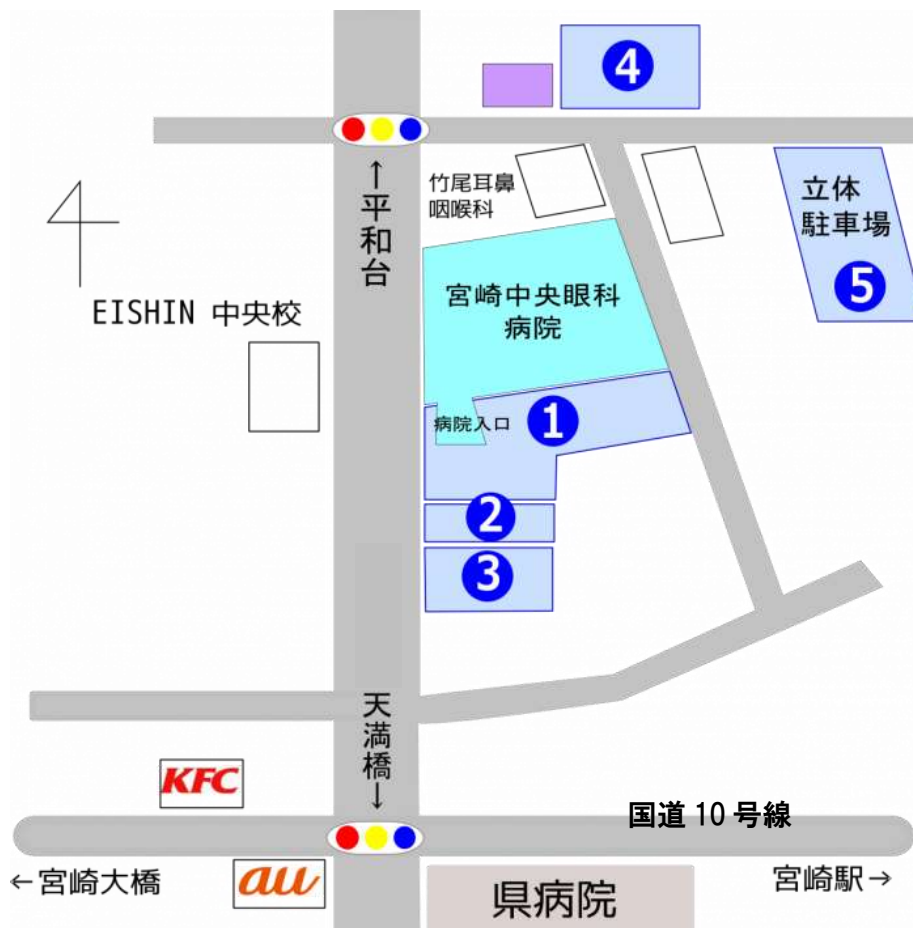 4
↑平和台
竹尾耳鼻
咽喉科
立体
駐車場
5
宮崎中央眼科
病院
EISHIN 中央校
病院入口
1
2
3
天満橋↓
KFC
国道10号線
←宮崎大橋
au
県病院
宮崎駅→